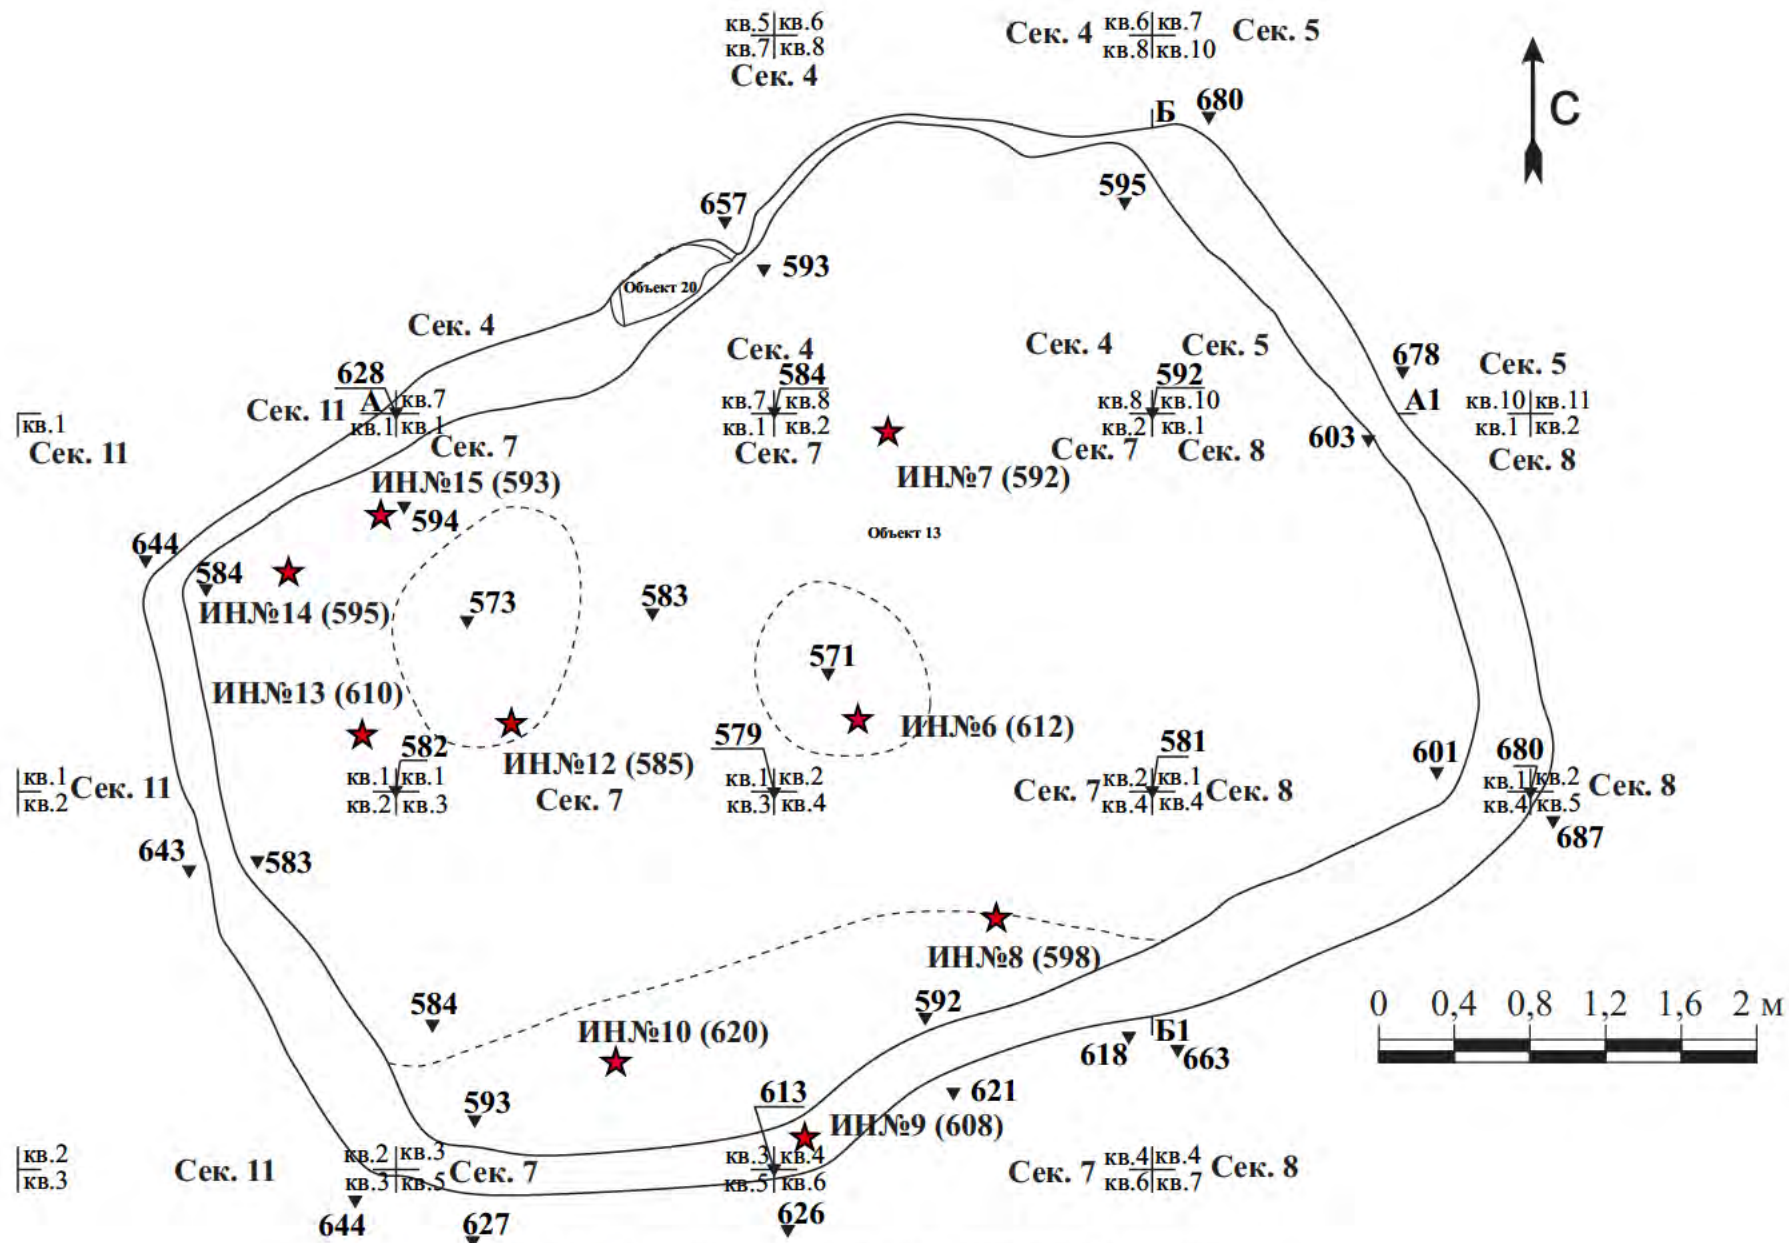 кв.5 кв.6
кв.7 кв.8
Сек. 4
Сек. 4 кв.6 кв.7 Сек. 5
кв.8 кв.10
С
Б 680
595
657
593
Объект 20
Сек. 4
628
А кв.7
Сек. 11 кв.1 кв.1
Сек. 7
кв.1
Сек. 11
Сек. 4
584
кв.7 кв.8
кв.1 кв.2
Сек. 7
Сек. 4 Сек. 5
592
кв.8 кв.10
кв.2 кв.1
Сек. 7 Сек. 8
678
А1
603
Сек. 5
кв.10 кв.11
кв.1 кв.2
Сек. 8
ИН№7 (592)
ИН№15 (593)
594
Объект 13
644
584
ИН№14 (595)
573
583
571
ИН№13 (610)
ИН№6 (612)
582
ИН№12 (585)
579
581
601
680
кв.1 Сек. 11
кв.2
кв.1 кв.1
кв.2 кв.3
Сек. 7
кв.1 кв.2
кв.3 кв.4
Сек. 7 кв.2 кв.1 Сек. 8
кв.4 кв.4
кв.1 кв.2 Сек. 8
кв.4 кв.5
687
643
583
ИН№8 (598)
584
592
ИН№10 (620)
0 0,4 0,8 1,2 1,6 2 м
Б1
618 663
621
613
593
ИН№9 (608)
кв.2
кв.3
Сек. 11
кв.2 кв.3
кв.3 кв.5
Сек. 7
кв.3 кв.4
кв.5 кв.6
Сек. 7 кв.4 кв.4 Сек. 8
кв.6 кв.7
644 627 626